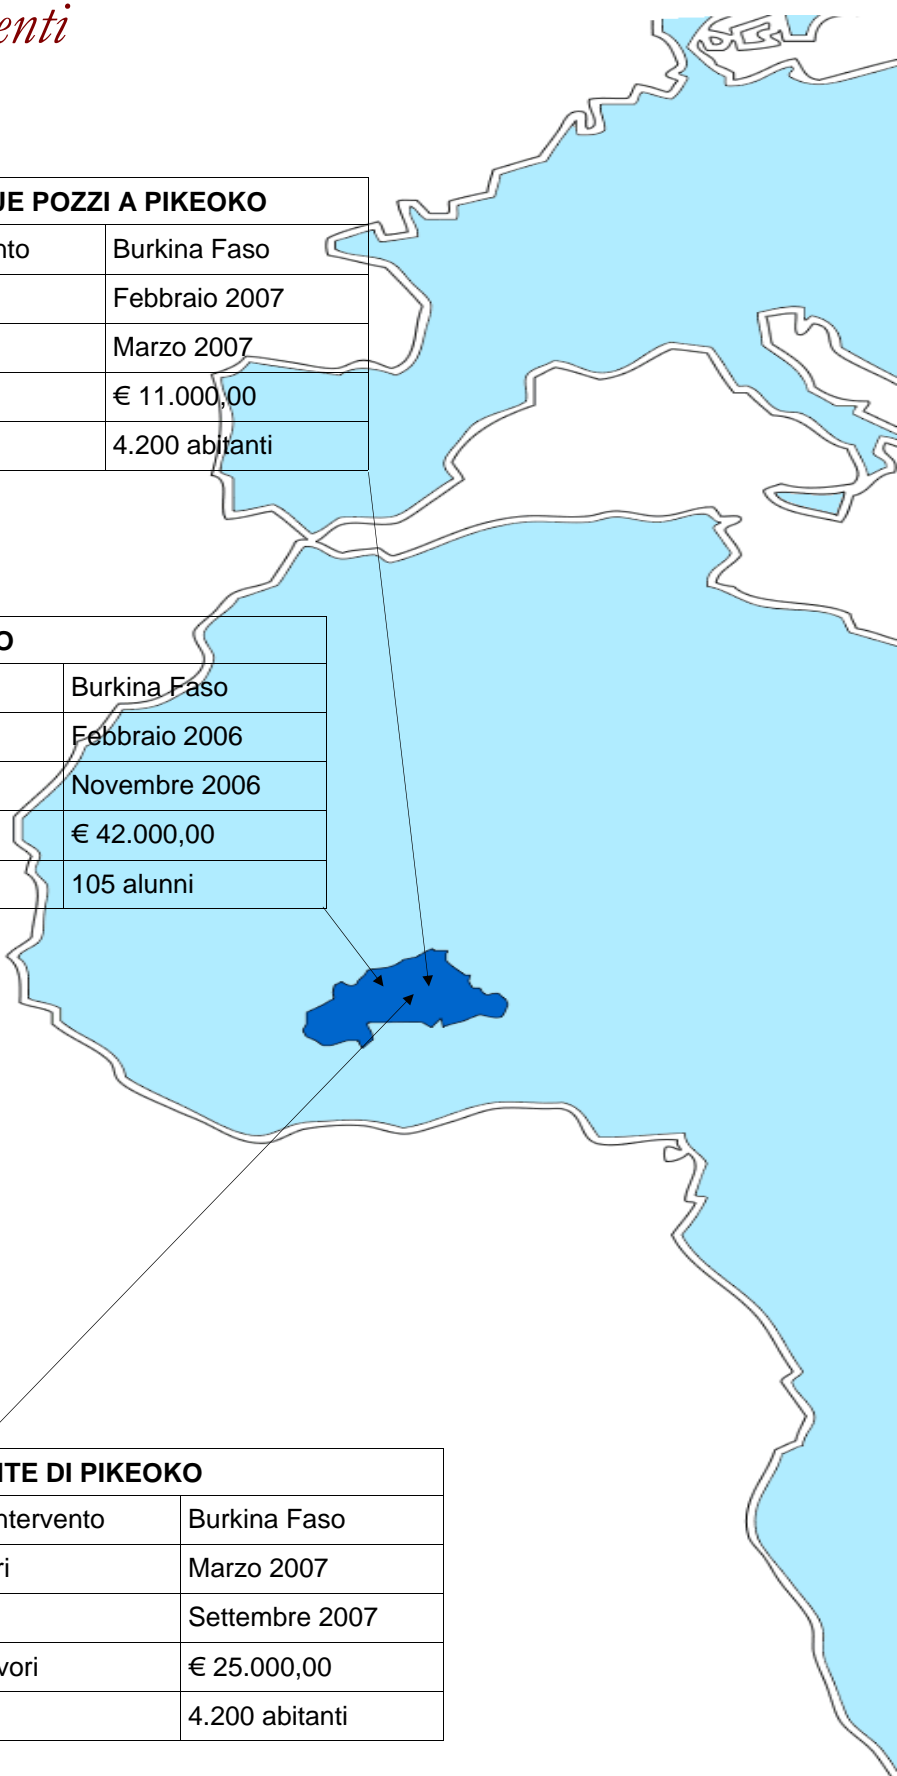 enti
UE POZZI A PIKEOKO
nto Burkina Faso
Febbraio 2007
Marzo 2007
€ 11.000,00
4.200 abitanti
O
Burkina Faso
Febbraio 2006
Novembre 2006
€ 42.000,00
105 alunni
NTE DI PIKEOKO
ntervento Burkina Faso
ri Marzo 2007
Settembre 2007
vori € 25.000,00
4.200 abitanti